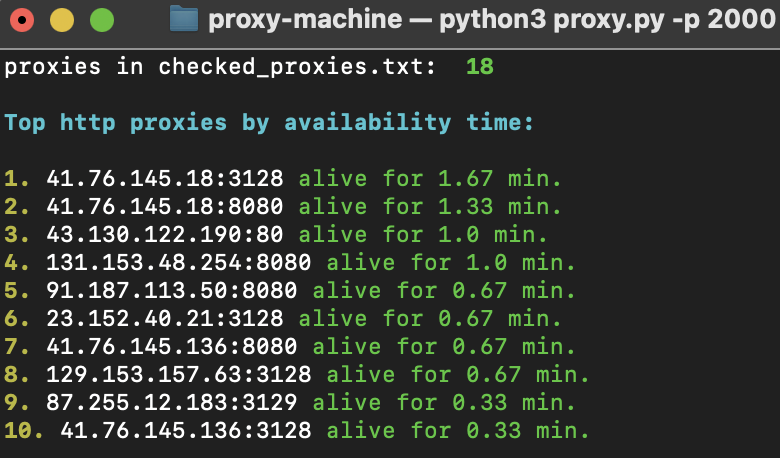 proxy-machine — python3 proxy.py -p 2000
proxies in checked_proxies.txt:  18
Top http proxies by availability time:
1. 41.76.145.18:3128 alive for 1.67 min.
2. 41.76.145.18:8080 alive for 1.33 min.
3. 43.130.122.190:80 alive for 1.0 min.
4. 131.153.48.254:8080 alive for 1.0 min.
5. 91.187.113.50:8080 alive for 0.67 min.
6. 23.152.40.21:3128 alive for 0.67 min.
7. 41.76.145.136:8080 alive for 0.67 min.
8. 129.153.157.63:3128 alive for 0.67 min.
9. 87.255.12.183:3129 alive for 0.33 min.
10. 41.76.145.136:3128 alive for 0.33 min.